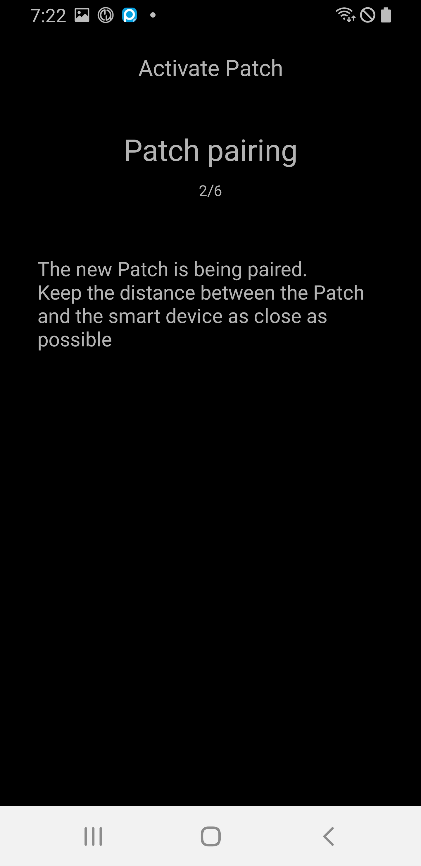 7:22
Activate Patch
Patch pairing
2/6
The new Patch is being paired.
Keep the distance between the Patch
and the smart device as close as
possible